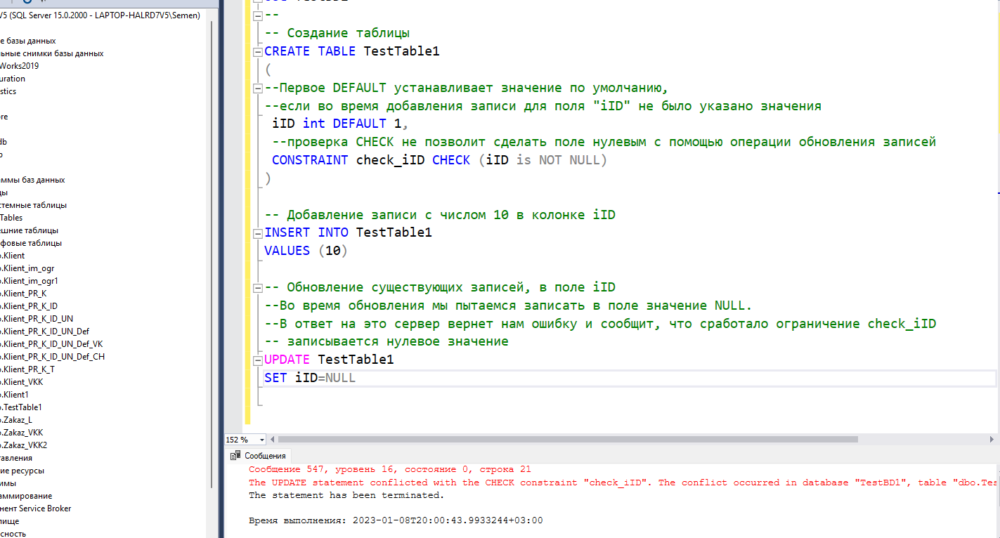 V5 (SQL Server 15.0.2000 - LAPTOP-HALRD7V5\Semen)
е базы данных
ьные снимки базы данных
Works2019
uration
stics
ore
db
o
аммы баз данных
цы
стемные таблицы
Tables
ешние таблицы
фовые таблицы
o.Klient
o.Klient_im_ogr
o.Klient_im_ogr1
o.Klient_PR_K
o.Klient_PR_K_ID
o.Klient_PR_K_ID_UN
o.Klient_PR_K_ID_UN_Def
o.Klient_PR_K_ID_UN_Def_VK
o.Klient_PR_K_ID_UN_Def_CH
o.Klient_PR_K_T
o.Klient_VKK
o.Klient1
o.TestTable1
o.Zakaz_L
o.Zakaz_VKK
o.Zakaz_VKK2
тавления
ие ресурсы
имы
аммирование
нент Service Broker
лище
сность
--
-- Создание таблицы
CREATE TABLE TestTable1
(
--Первое DEFAULT устанавливает значение по умолчанию,
--если во время добавления записи для поля "iID" не было указано значения
iID int DEFAULT 1,
--проверка CHECK не позволит сделать поле нулевым с помощью операции обновления записей
CONSTRAINT check_iID CHECK (iID is NOT NULL)
)
-- Добавление записи с числом 10 в колонке iID
INSERT INTO TestTable1
VALUES (10)
-- Обновление существующих записей, в поле iID
--Во время обновления мы пытаемся записать в поле значение NULL.
--В ответ на это сервер вернет нам ошибку и сообщит, что сработало ограничение check_iID
-- записывается нулевое значение
UPDATE TestTable1
SET iID=NULL
152 %
Сообщения
Сообщение 547, уровень 16, состояние 0, строка 21
The UPDATE statement conflicted with the CHECK constraint "check_iID". The conflict occurred in database "TestBD1", table "dbo.Tes
The statement has been terminated.
Время выполнения: 2023-01-08T20:00:43.9933244+03:00